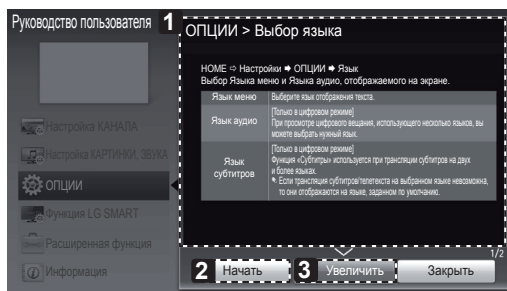 Руководство пользователя
1
ОПЦИИ > Выбор языка
HOME ⇨ Настройки ➡ ОПЦИИ ➡ Язык
Выбор Языка меню и Языка аудио, отображаемого на экране.
Язык меню
Выберите язык отображения текста.
Язык аудио
[Только в цифровом режиме]
При просмотре цифрового вещания, использующего несколько языков, вы
можете выбрать нужный язык.
Язык
субтитров
[Только в цифровом режиме]
Функция «Субтитры» используется при трансляции субтитров на двух
и более языках.
✎ Если трансляция субтитров/телетекста на выбранном языке невозможна,
то они отображаются на языке, заданном по умолчанию.
Настройка КАНАЛА
Настройка КАРТИНКИ, ЗВУКА
ОПЦИИ
Функция LG SMART
Расширенная функция
Информация
1/2
2
Начать
3
Увеличить
Закрыть